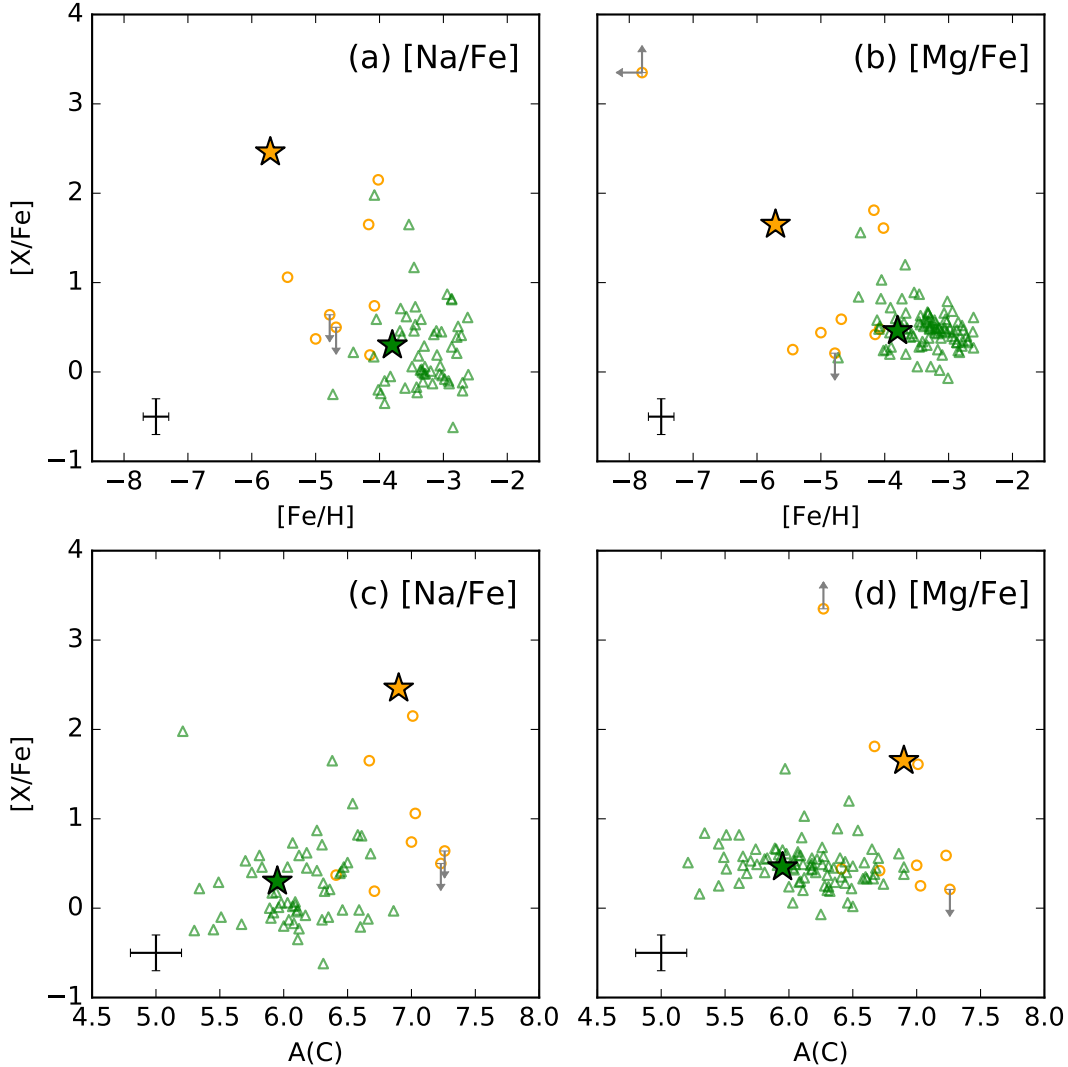 (a) [Na/Fe]
(b) [Mg/Fe]
4
3
2
1
0
−1
[X/Fe]
−8 −7 −6 −5 −4 −3 −2
−8 −7 −6 −5 −4 −3 −2
[Fe/H]
[Fe/H]
(c) [Na/Fe]
(d) [Mg/Fe]
4
3
2
1
0
−1
[X/Fe]
4.5 5.0 5.5 6.0 6.5 7.0 7.5 8.0
4.5 5.0 5.5 6.0 6.5 7.0 7.5 8.0
A(C)
A(C)